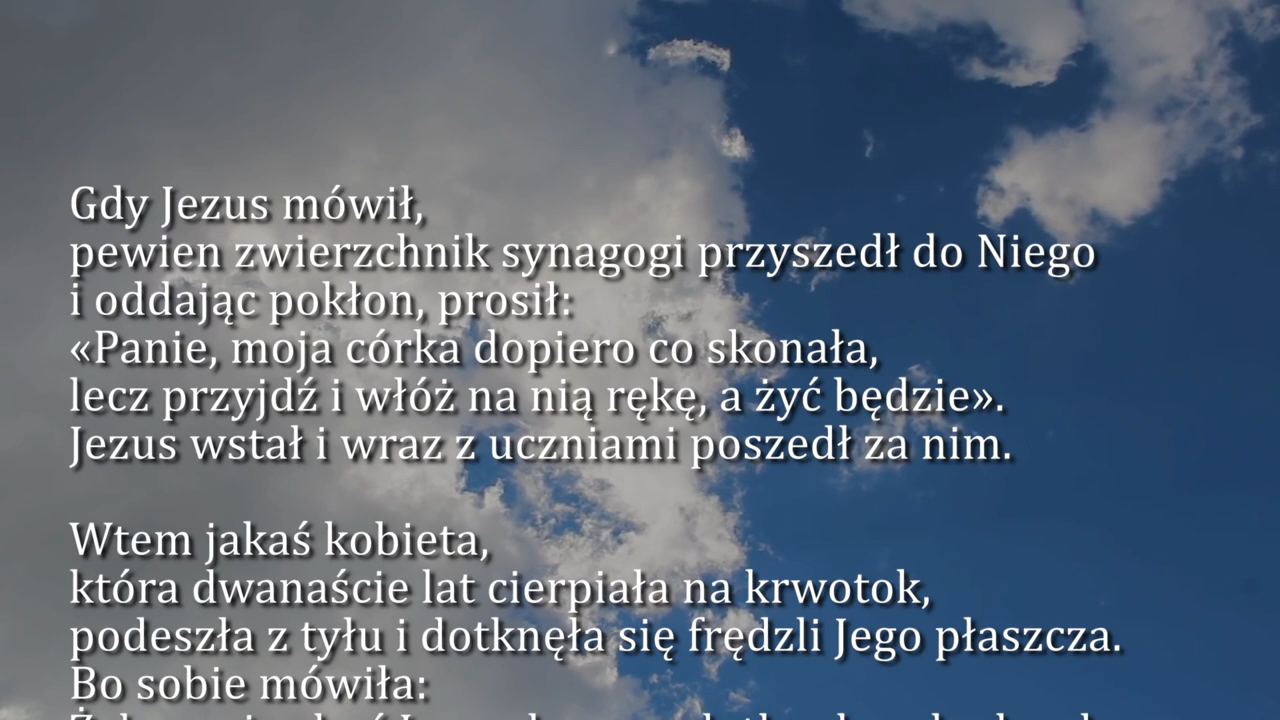 Gdy Jezus mówił,
pewien zwierzchnik synagogi przyszedł do Niego
i oddając pokłon, prosił:
«Panie, moja córka dopiero co skonała,
lecz przyjdź i włóż na nią rękę, a żyć będzie».
Jezus wstał i wraz z uczniami poszedł za nim.
Wtem jakaś kobieta,
która dwanaście lat cierpiała na krwotok,
podeszła z tyłu i dotknęła się frędzli Jego płaszcza.
Bo sobie mówiła: